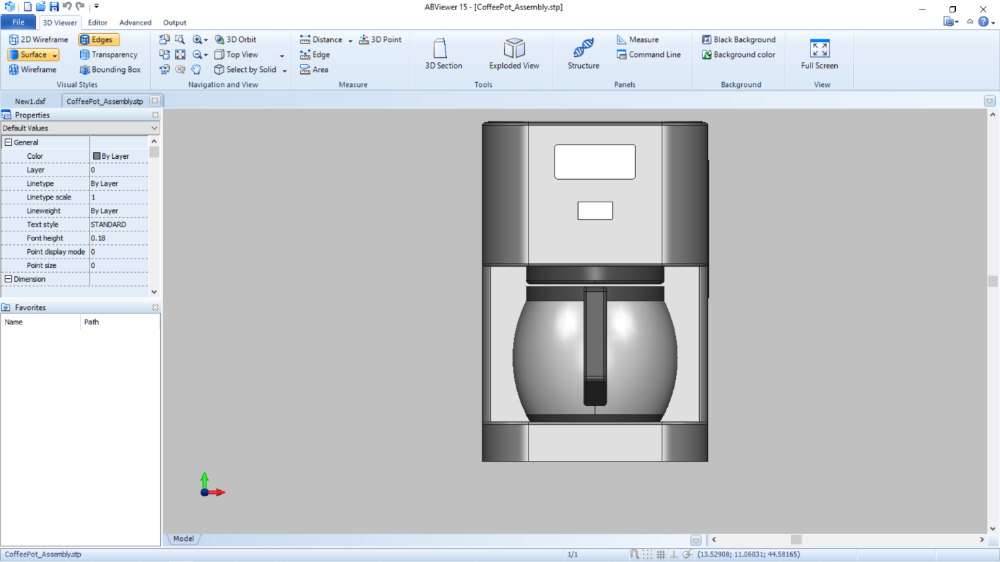 ABViewer 15 - [CoffeePot_Assembly.stp]
File 3D Viewer Editor Advanced Output
2D Wireframe Edges 3D Orbit Distance 3D Point Measure Black Background
Surface Transparency Top View Edge Command Line Background color
Wireframe Bounding Box Select by Solid Area
3D Section Exploded View Structure Full Screen
Visual Styles Navigation and View Measure Tools Panels Background View
New1.dxf CoffeePot_Assembly.stp
Properties
Default Values
General
Color By Layer
Layer 0
Linetype By Layer
Linetype scale 1
Lineweight By Layer
Text style STANDARD
Font height 0.18
Point display mode 0
Point size 0
Dimension
Favorites
Name Path
Model
CoffeePot_Assembly.stp 1/1 (13.52908; 11.06031; 44.58165)